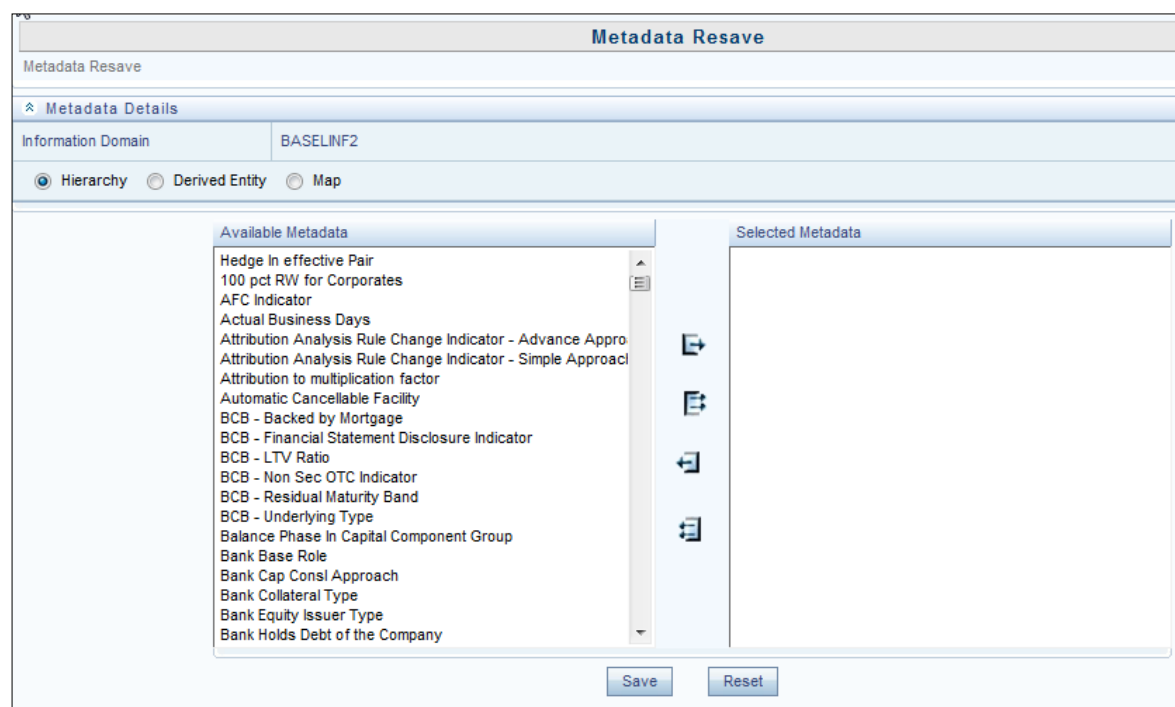 Metadata Resave
Metadata Resave
Metadata Details
Information Domain BASELINF2
Hierarchy Derived Entity Map
Available Metadata Selected Metadata
Hedge In effective Pair
100 pct RW for Corporates
AFC Indicator
Actual Business Days
Attribution Analysis Rule Change Indicator - Advance Appro
Attribution Analysis Rule Change Indicator - Simple Approacl
Attribution to multiplication factor
Automatic Cancellable Facility
BCB - Backed by Mortgage
BCB - Financial Statement Disclosure Indicator
BCB - LTV Ratio
BCB - Non Sec OTC Indicator
BCB - Residual Maturity Band
BCB - Underlying Type
Balance Phase In Capital Component Group
Bank Base Role
Bank Cap Consl Approach
Bank Collateral Type
Bank Equity Issuer Type
Bank Holds Debt of the Company
Save Reset